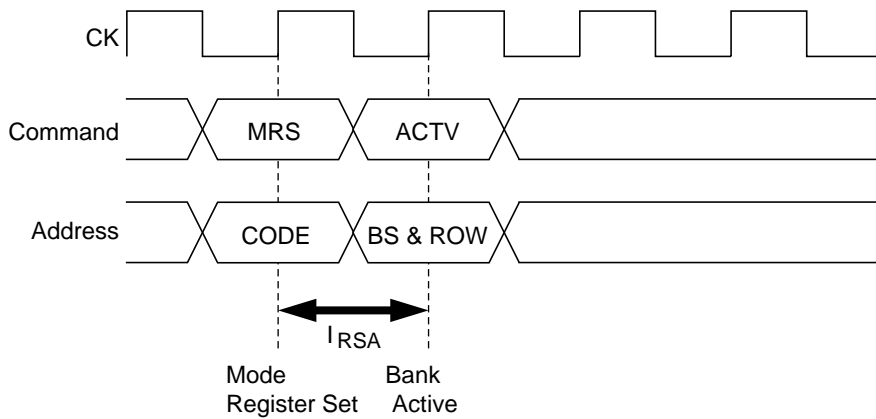 CK
Command MRS ACTV
Address CODE BS & ROW
I RSA
Mode Bank
Register Set Active